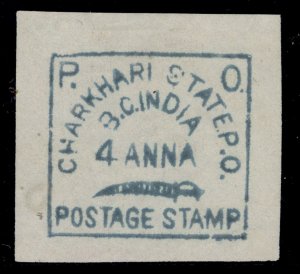 P. O.
CHARKHARI STATE.P.O.
B.C.INDIA
4 ANNA
POSTAGE STAMP